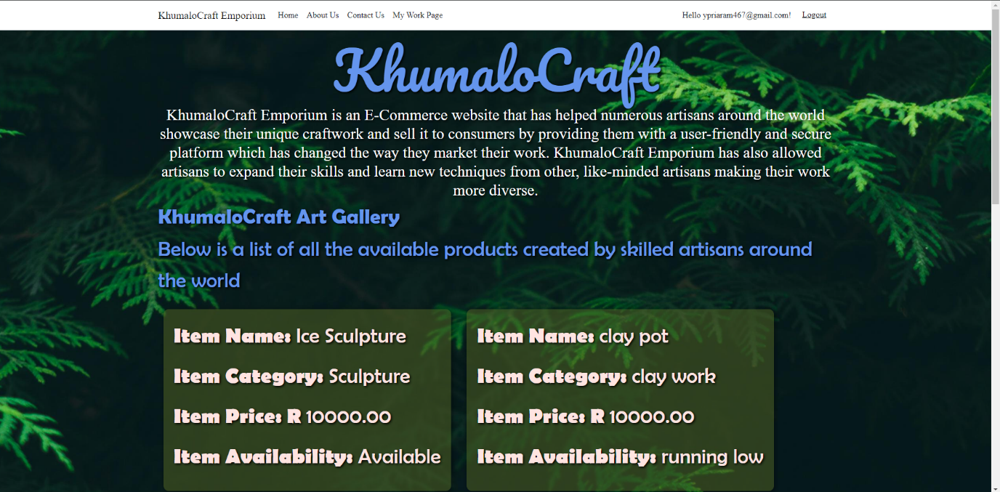 KhumaloCraft Emporium Home About Us Contact Us My Work Page Hello ypriaram467@gmail.com! Logout
KhumaloCraft
KhumaloCraft Emporium is an E-Commerce website that has helped numerous artisans around the world
showcase their unique craftwork and sell it to consumers by providing them with a user-friendly and secure
platform which has changed the way they market their work. KhumaloCraft Emporium has also allowed
artisans to expand their skills and learn new techniques from other, like-minded artisans making their work
more diverse.
KhumaloCraft Art Gallery
Below is a list of all the available products created by skilled artisans around
the world
Item Name: Ice Sculpture
Item Category: Sculpture
Item Price: R 10000.00
Item Availability: Available
Item Name: clay pot
Item Category: clay work
Item Price: R 10000.00
Item Availability: running low